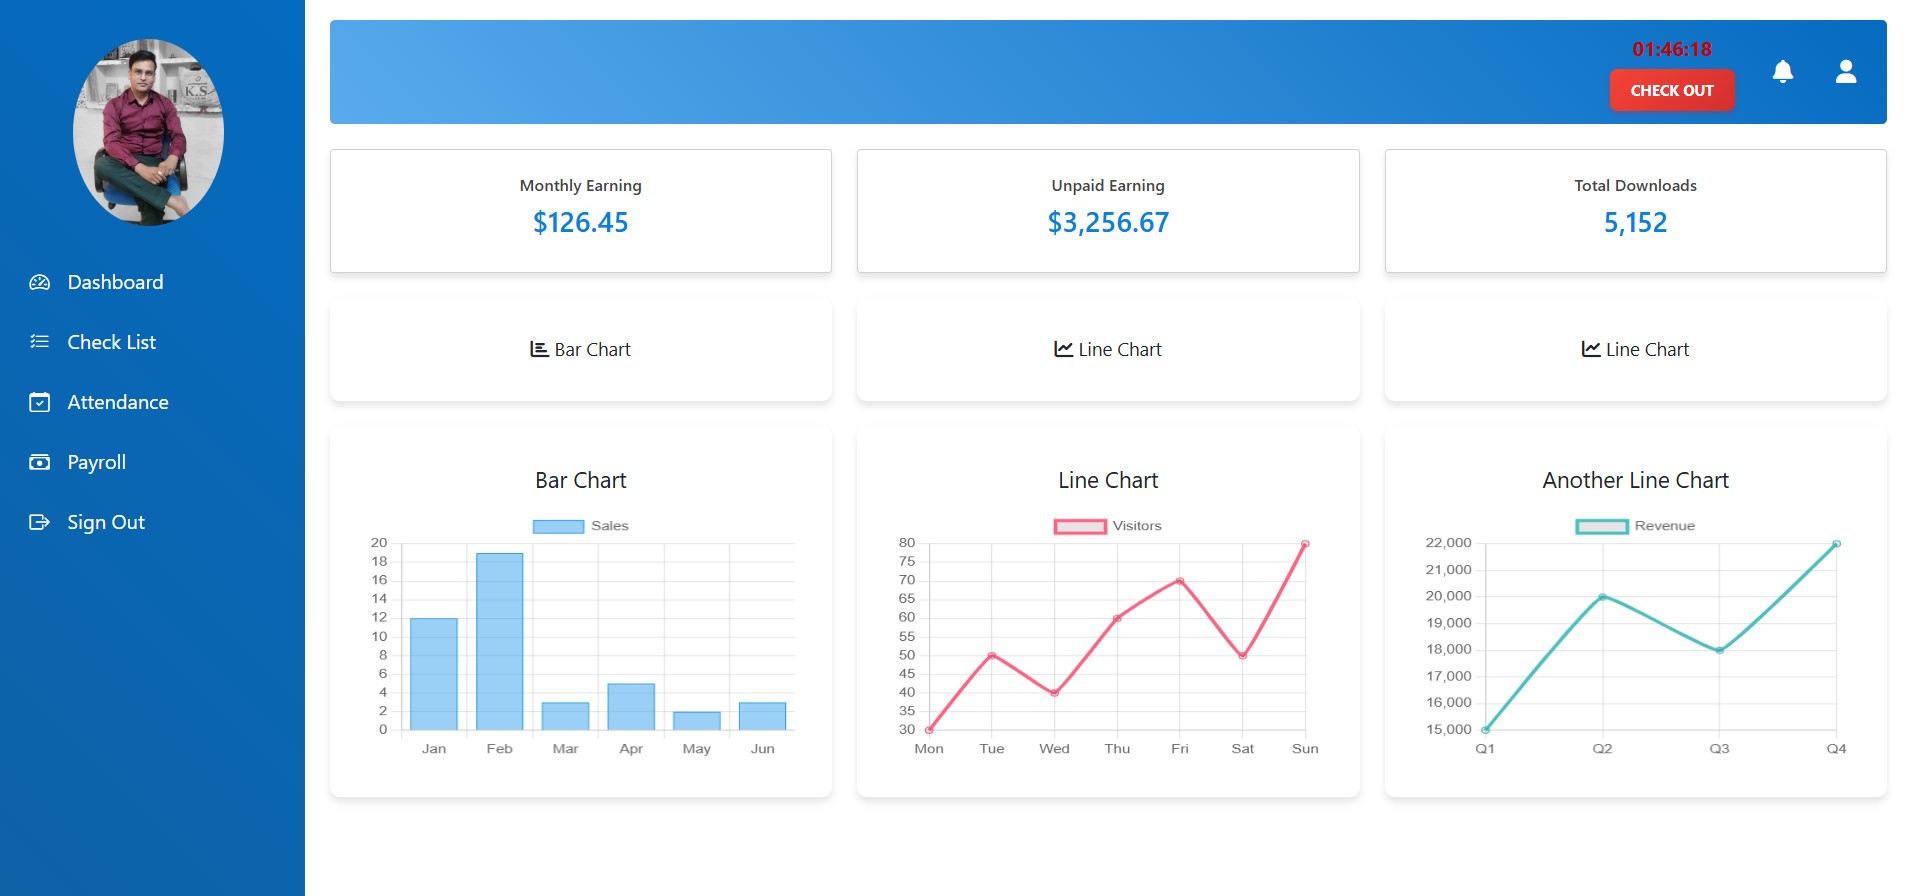 K.S
Dashboard
Check List
Attendance
Payroll
Sign Out
01:46:18
CHECK OUT
Monthly Earning
$126.45
Unpaid Earning
$3,256.67
Total Downloads
5,152
Bar Chart
Line Chart
Line Chart
Bar Chart
Sales
20
18
16
14
12
10
8
6
4
2
0
Jan Feb Mar Apr May Jun
Line Chart
Visitors
80
75
70
65
60
55
50
45
40
35
30
Mon Tue Wed Thu Fri Sat Sun
Another Line Chart
Revenue
22,000
21,000
20,000
19,000
18,000
17,000
16,000
15,000
Q1 Q2 Q3 Q4